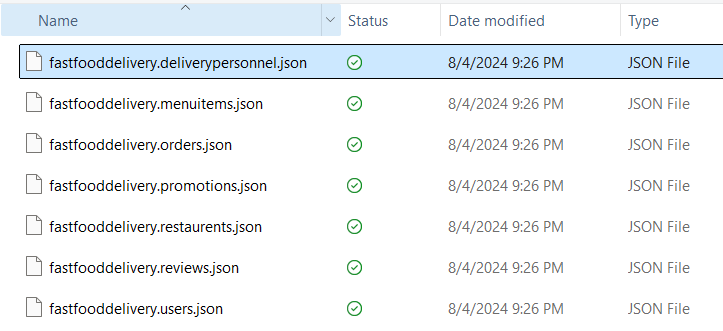 Name Status Date modified Type
fastfooddelivery.deliverypersonnel.json 8/4/2024 9:26 PM JSON File
fastfooddelivery.menuitems.json 8/4/2024 9:26 PM JSON File
fastfooddelivery.orders.json 8/4/2024 9:26 PM JSON File
fastfooddelivery.promotions.json 8/4/2024 9:26 PM JSON File
fastfooddelivery.restaurents.json 8/4/2024 9:26 PM JSON File
fastfooddelivery.reviews.json 8/4/2024 9:26 PM JSON File
fastfooddelivery.users.json 8/4/2024 9:26 PM JSON File